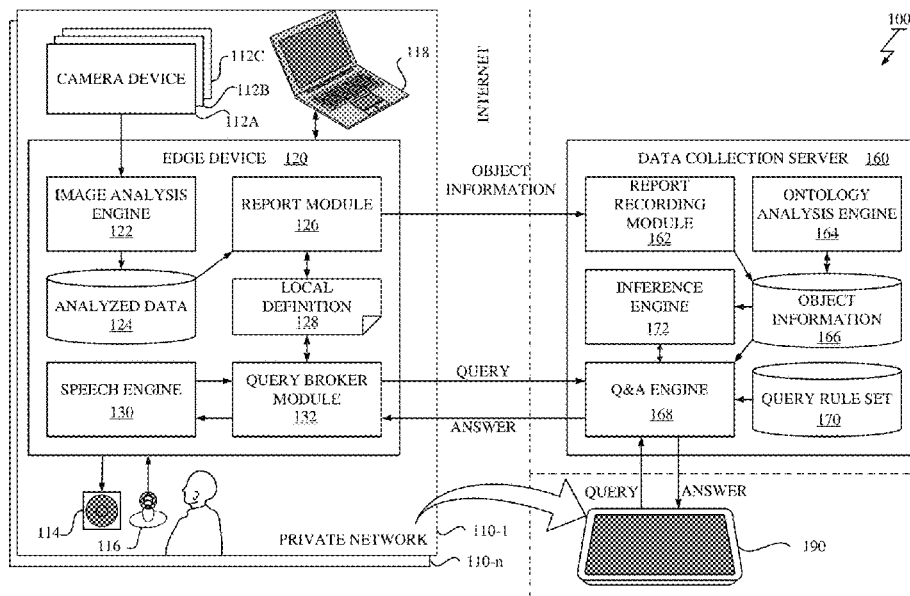 100
CAMERA DEVICE
112C
112B
112A
118
INTERNET
EDGE DEVICE 120
IMAGE ANALYSIS
ENGINE
122
REPORT MODULE
126
ANALYZED DATA
124
LOCAL
DEFINITION
128
SPEECH ENGINE
130
QUERY BROKER
MODULE
132
OBJECT
INFORMATION
QUERY
ANSWER
DATA COLLECTION SERVER 160
REPORT
RECORDING
MODULE
162
ONTOLOGY
ANALYSIS ENGINE
164
INFERENCE
ENGINE
172
OBJECT
INFORMATION
166
Q&A ENGINE
168
QUERY RULE SET
170
114
116
PRIVATE NETWORK
110-1
110-n
QUERY
ANSWER
190